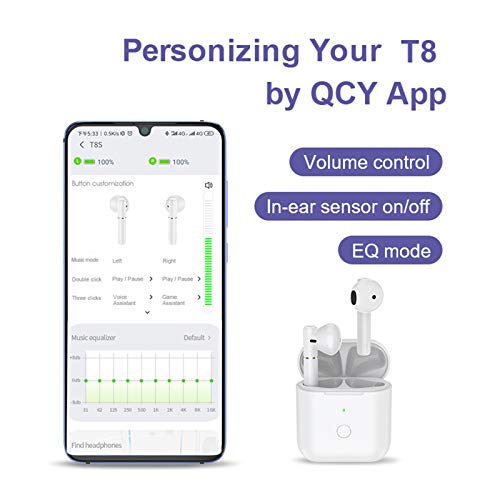 Personizing Your T8
by QCY App
Volume control
In-ear sensor on/off
EQ mode
下午5:33 | 0.5K/s
4G 4G
< T8S
L 100% R 100%
Button customization
Music mode Left Right
Double click Play / Pause > Play / Pause >
Three clicks Voice Assistant > Game Assistant >
Music equalizer Default >
0db
-8db
31 62 125 250 500 1K 2K 4K 8K 16K
Find headphones